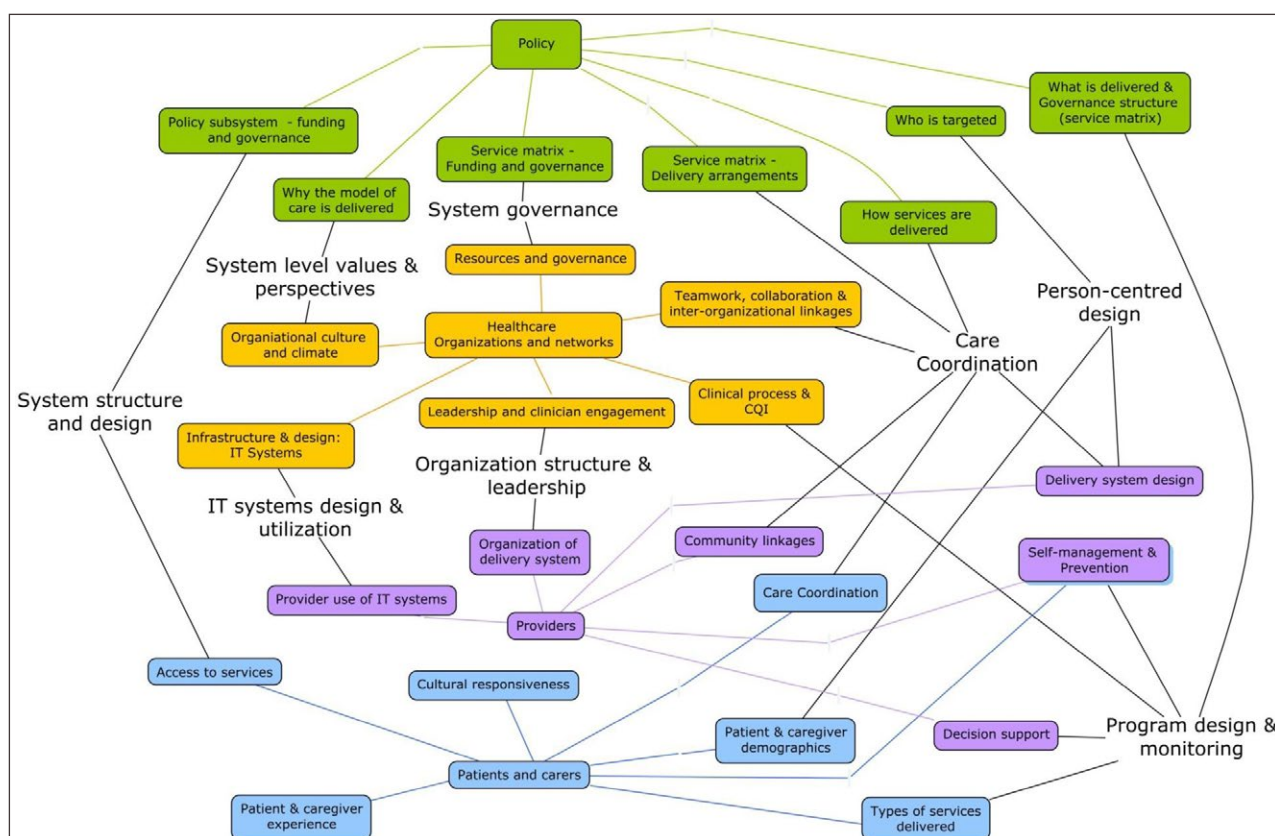 Policy
What is delivered &
Governance structure
(service matrix)
Policy subsystem - funding
and governance
Who is targeted
Service matrix -
Funding and governance
Service matrix -
Delivery arrangements
Why the model of
care is delivered
How services are
delivered
System governance
System level values &
perspectives
Resources and governance
Teamwork, collaboration &
inter-organizational linkages
Person-centred
design
Organiational culture
and climate
Healthcare
Organizations and networks
Care
Coordination
System structure
and design
Leadership and clinician engagement
Clinical process &
CQI
Infrastructure & design:
IT Systems
Organization structure &
leadership
Delivery system design
IT systems design &
utilization
Organization of
delivery system
Community linkages
Self-management &
Prevention
Provider use of IT systems
Care Coordination
Providers
Access to services
Cultural responsiveness
Patient & caregiver
demographics
Decision support
Program design &
monitoring
Patients and carers
Patient & caregiver
experience
Types of services
delivered